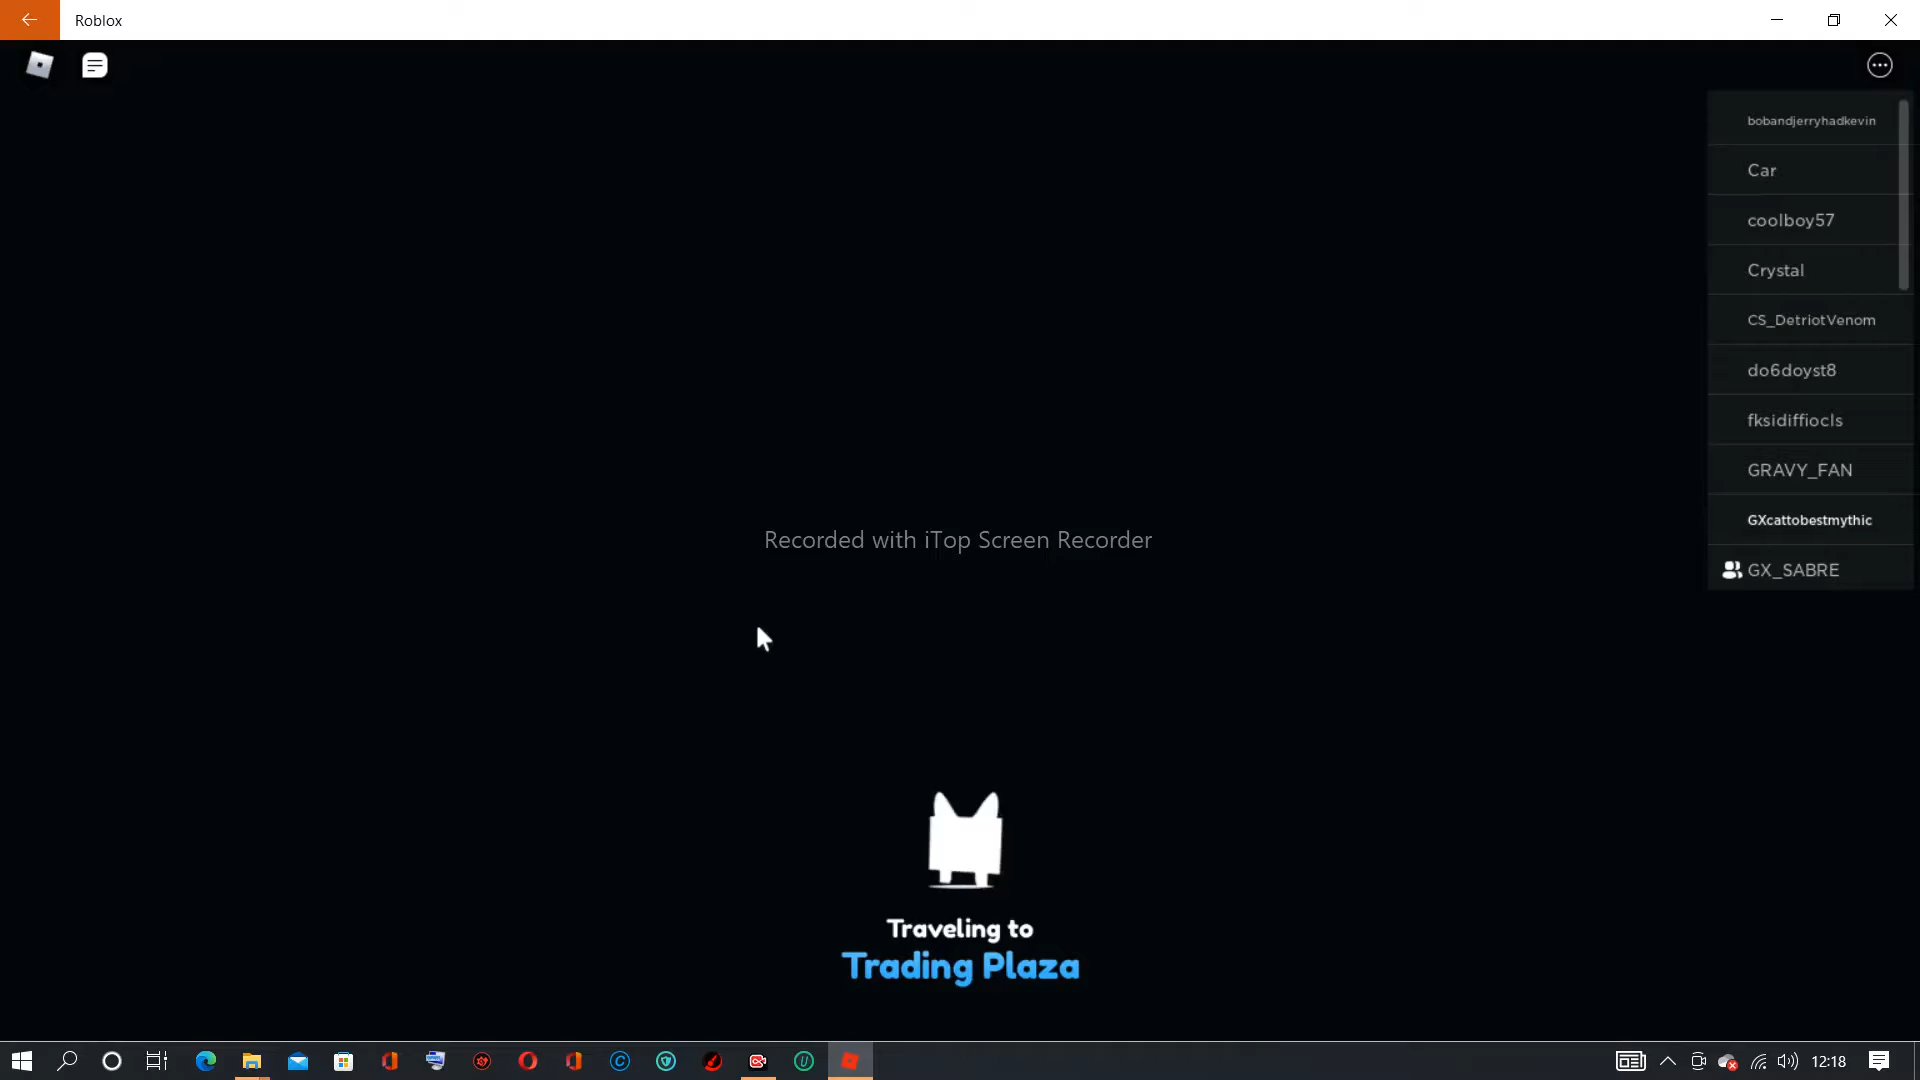 Roblox
bobandjerryhadkevin
Car
coolboy57
Crystal
CS_DetriotVenom
do6doyst8
fksidiffiocls
GRAVY_FAN
GXcattobestmythic
GX_SABRE
Recorded with iTop Screen Recorder
Traveling to
Trading Plaza
12:18